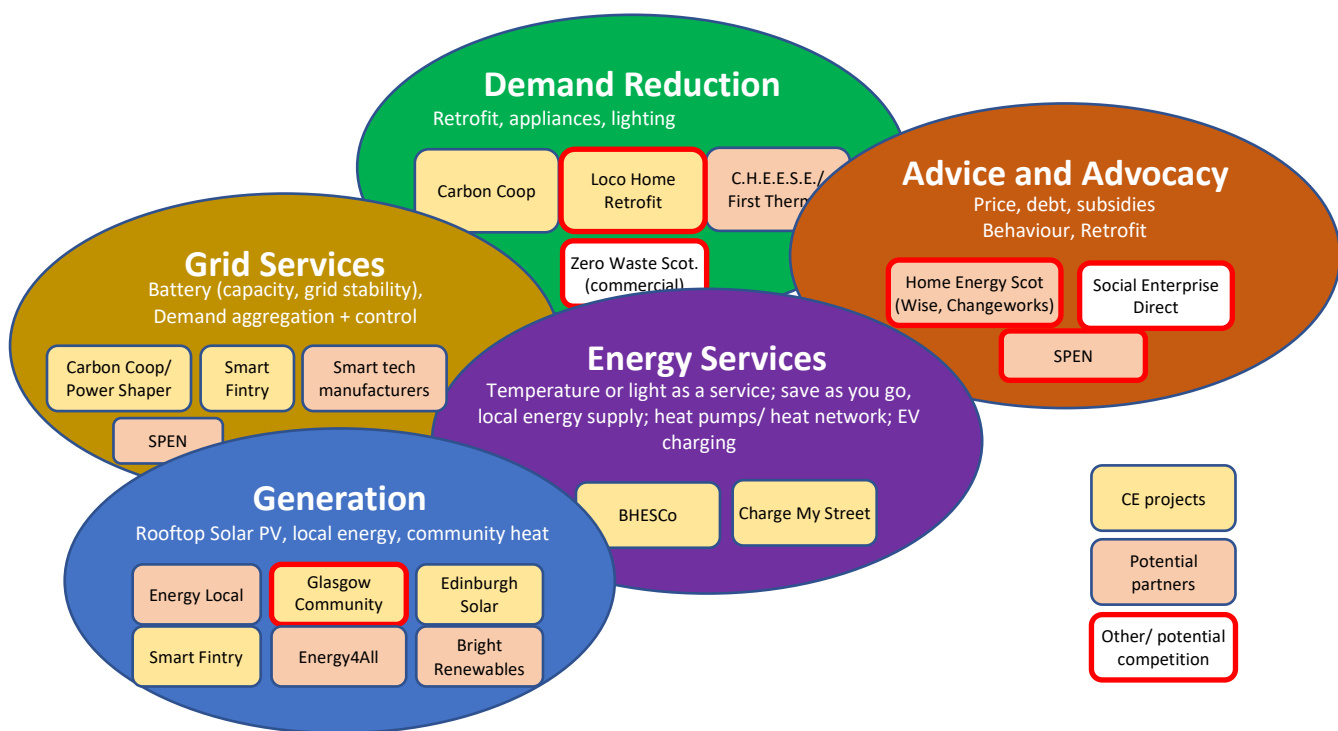 Demand Reduction
Retrofit, appliances, lighting
Carbon Coop
Loco Home
Retrofit
C.H.E.E.S.E./
First
Zero Waste Scot.
(commercial)
Advice and Advocacy
Price, debt, subsidies
Behaviour, Retrofit
Home Energy Scot
(Wise, Changeworks)
Social Enterprise
Direct
SPEN
Grid Services
Battery (capacity, grid stability),
Demand aggregation + control
Carbon Coop/
Power Shaper
Smart
Fintry
Smart tech
manufacturers
SPEN
Energy Services
Temperature or light as a service; save as you go,
local energy supply; heat pumps/ heat network; EV
charging
BHESCo
Charge My Street
Generation
Rooftop Solar PV, local energy, community heat
Energy Local
Glasgow
Community
Edinburgh
Solar
Smart Fintry
Energy4All
Bright
Renewables
CE projects
Potential
partners
Other/ potential
competition